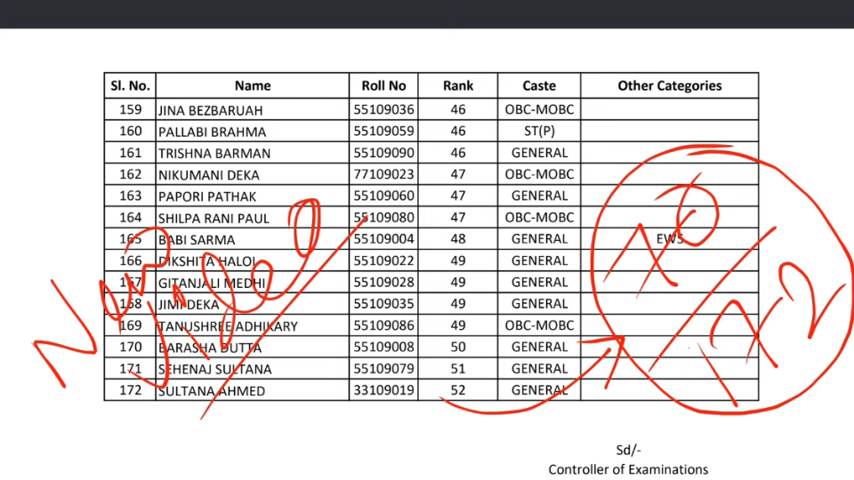 Sl. No. Name Roll No Rank Caste Other Categories
159 JINA BEZBARUAH 55109036 46 OBC-MOBC
160 PALLABI BRAHMA 55109059 46 ST(P)
161 TRISHNA BARMAN 55109090 46 GENERAL
162 NIKUMANI DEKA 77109023 47 OBC-MOBC
163 PAPORI PATHAK 55109060 47 GENERAL
164 SHILPA RANI PAUL 55109080 47 OBC-MOBC
165 BABI SARMA 55109004 48 GENERAL EWS
166 DIKSHITA HALOI 55109022 49 GENERAL
167 GITANJALI MEDHI 55109028 49 GENERAL
168 JIMI DEKA 55109035 49 GENERAL
169 TANUSHREE ADHIKARY 55109086 49 OBC-MOBC
170 BARASHA DUTTA 55109008 50 GENERAL
171 SEHENAJ SULTANA 55109079 51 GENERAL
172 SULTANA AHMED 33109019 52 GENERAL
172
Sd/-
Controller of Examinations